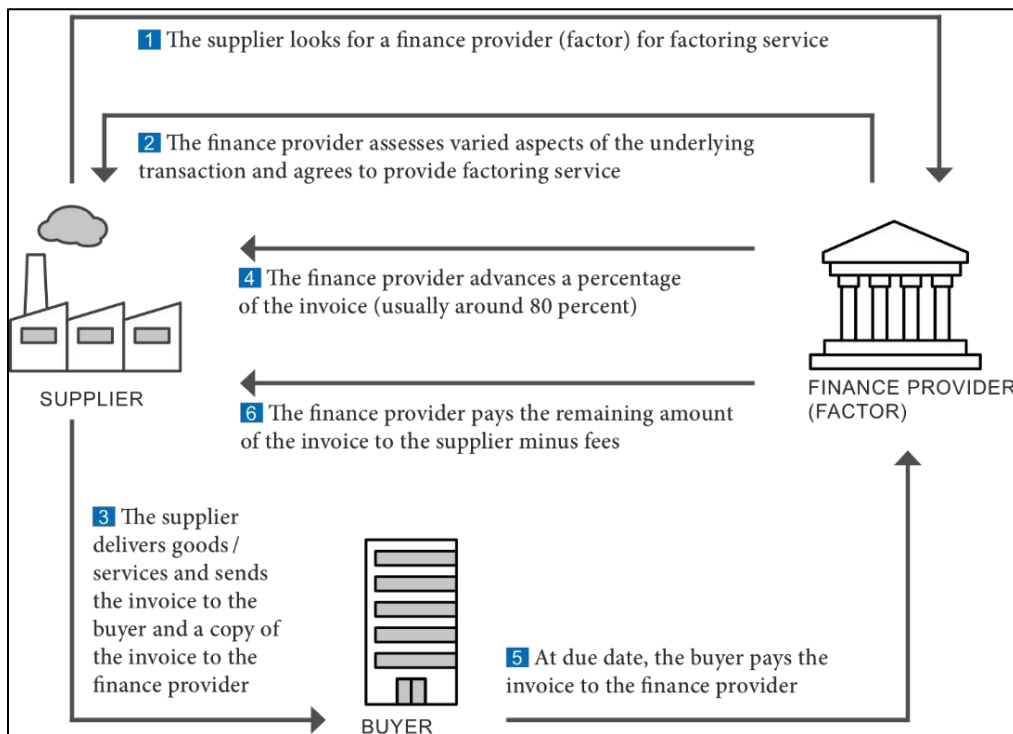 1 The supplier looks for a finance provider (factor) for factoring service
2 The finance provider assesses varied aspects of the underlying
transaction and agrees to provide factoring service
4 The finance provider advances a percentage
of the invoice (usually around 80 percent)
SUPPLIER
FINANCE PROVIDER
(FACTOR)
6 The finance provider pays the remaining amount
of the invoice to the supplier minus fees
3 The supplier
delivers goods/
services and sends
the invoice to the
buyer and a copy of
the invoice to the
finance provider
BUYER
5 At due date, the buyer pays the
invoice to the finance provider